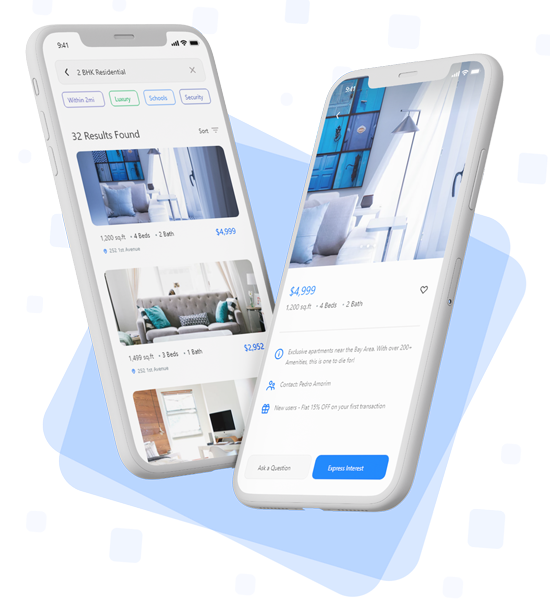 9:41
2 BHK Residential
Within 2mi
Luxury
Schools
Security
32 Results Found
Sort
1,200 sq.ft • 4 Beds • 2 Bath
$4,999
202 1st Avenue
1,499 sq.ft • 3 Beds • 1 Bath
$2,952
202 1st Avenue
9:41
$4,999
1,200 sq.ft • 4 Beds • 2 Bath
Exclusive apartments near the Bay Area. With over 200+
Amenities, this is one to die for!
Contact: Pedro Amorim
New users - Flat 15% OFF on your first transaction
Ask a Question
Express Interest